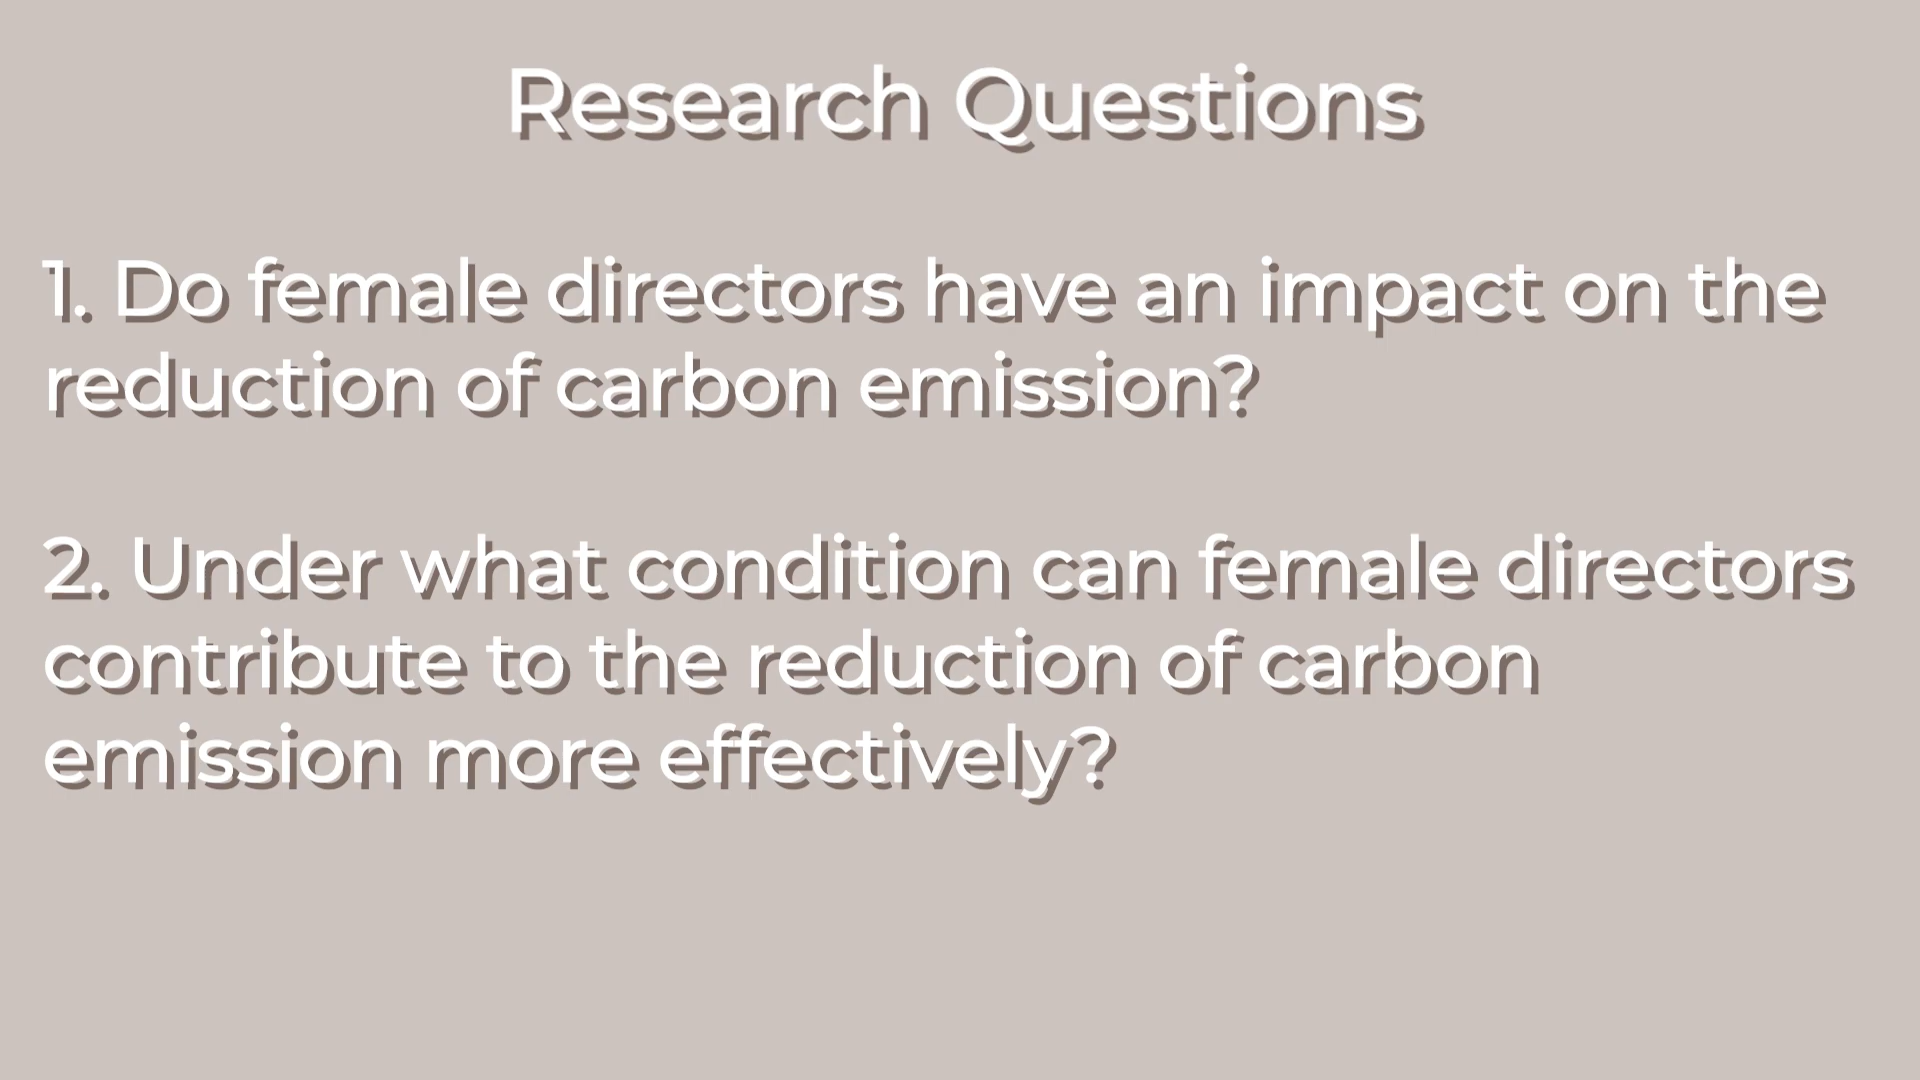 Research Questions
1. Do female directors have an impact on the
reduction of carbon emission?
2. Under what condition can female directors
contribute to the reduction of carbon
emission more effectively?